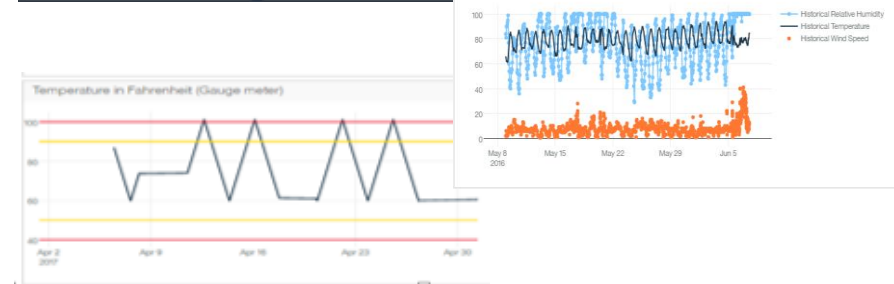 100
80
60
40
20
0
May 8
2016
May 15
May 22
May 29
Jun 5
Historical Relative Humidity
Historical Temperature
Historical Wind Speed
Temperature in Fahrenheit (Gauge meter)
100
80
60
40
Apr 2
2017
Apr 9
Apr 16
Apr 23
Apr 30